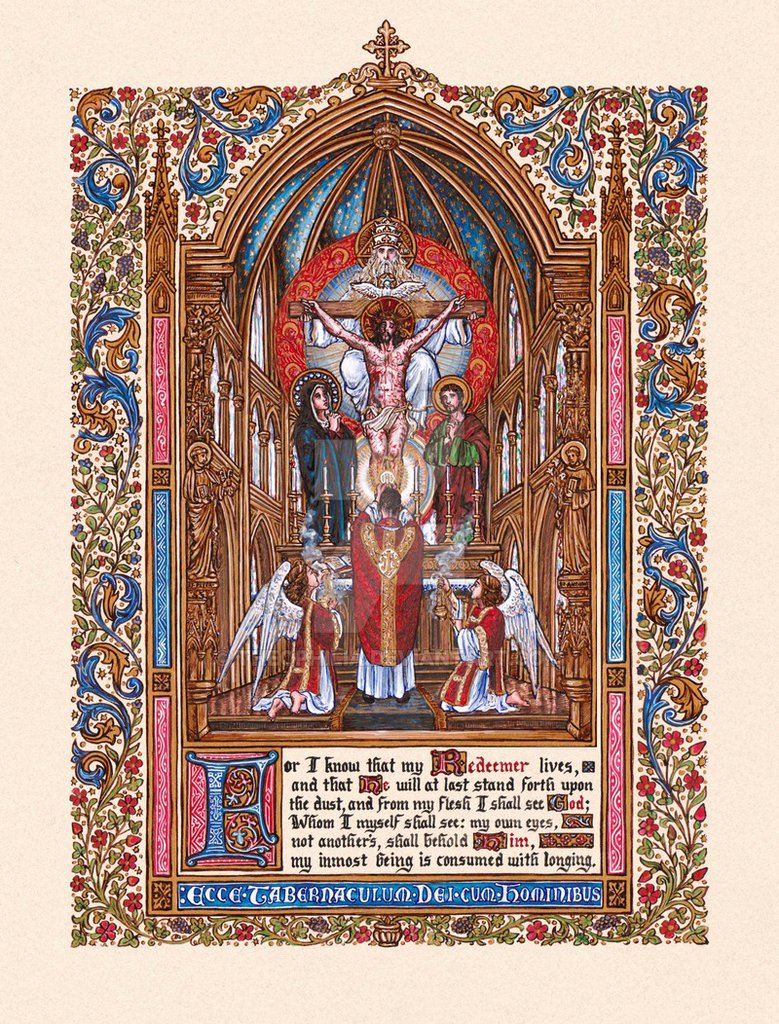 For I know that my Redeemer lives,
and that He will at last stand forth upon
the dust, and from my flesh I shall see God;
Whom I myself shall see: my own eyes,
not another's, shall behold Him,
my inmost being is consumed with longing.
:ECCE·TABERNACULUM·DEI·CUM·HOMINIBUS